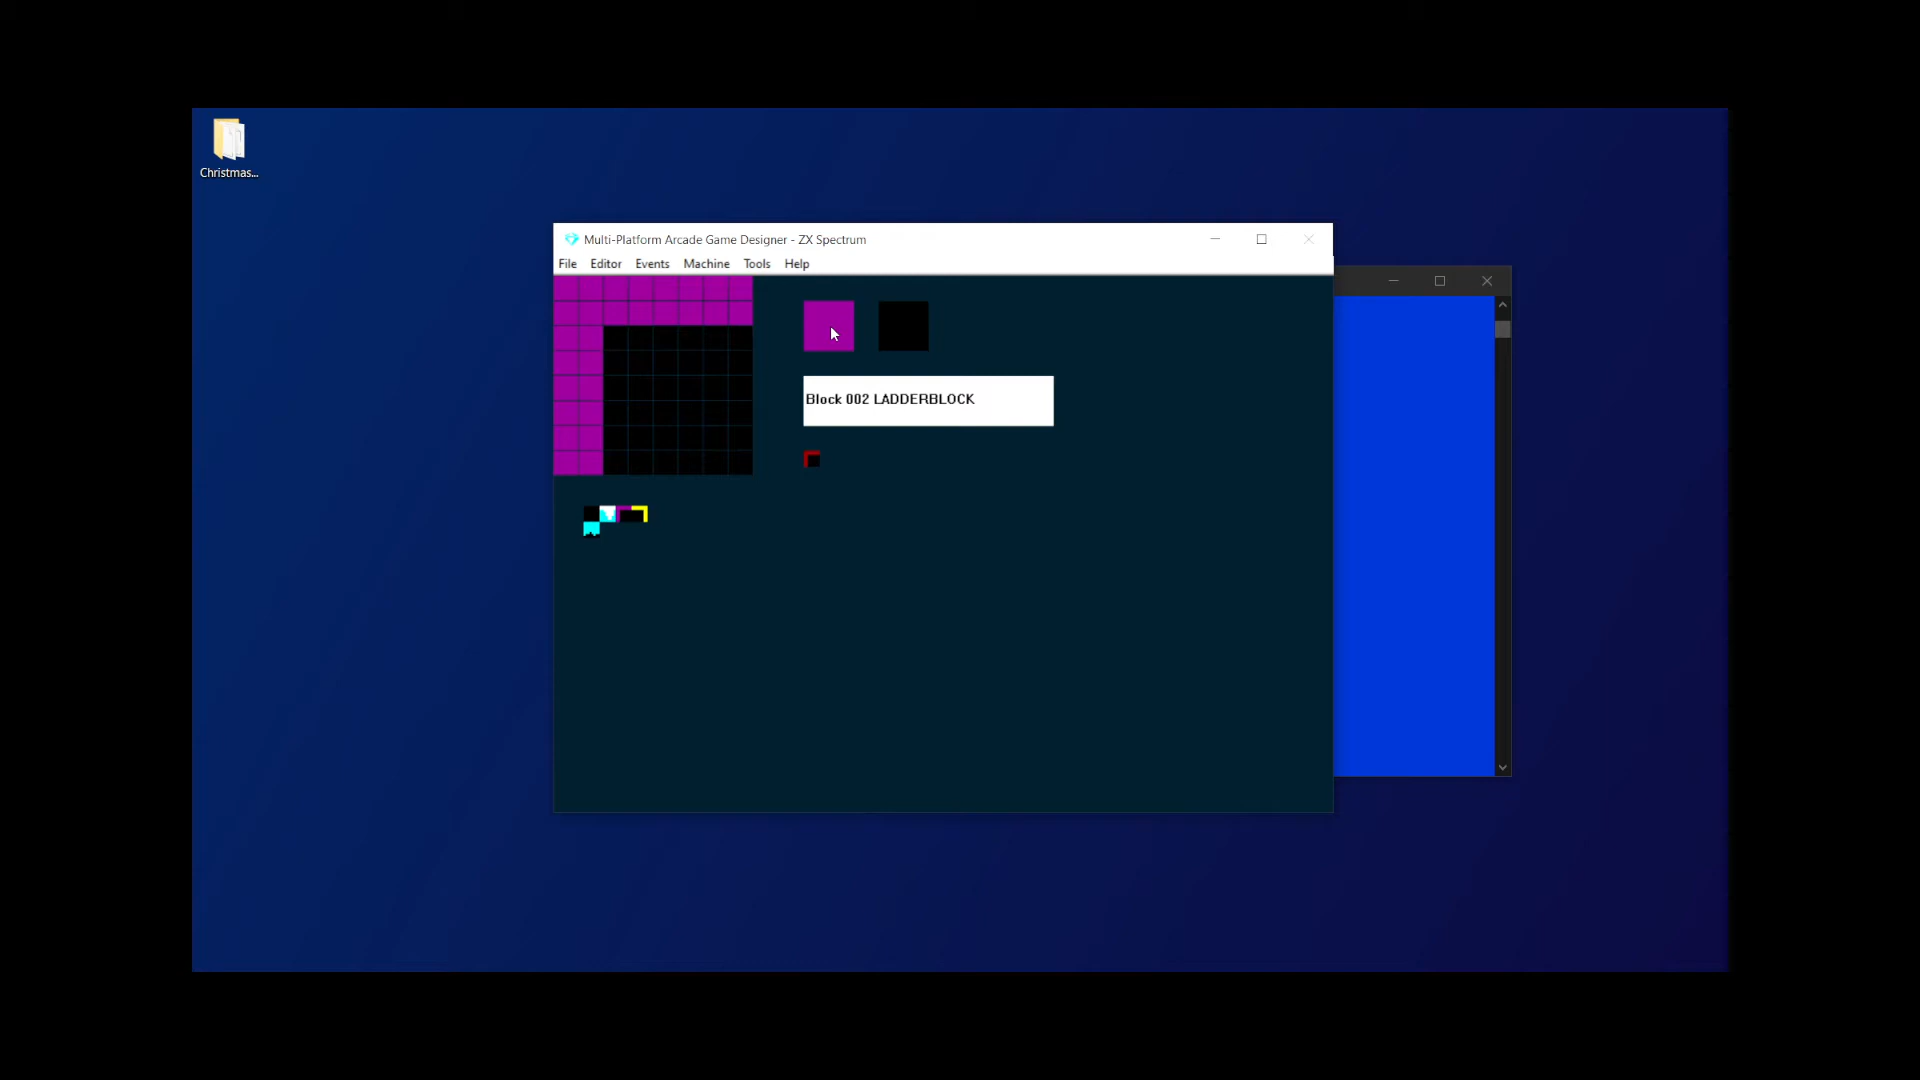 Christmas...
Multi-Platform Arcade Game Designer - ZX Spectrum
File Editor Events Machine Tools Help
Block 002 LADDERBLOCK